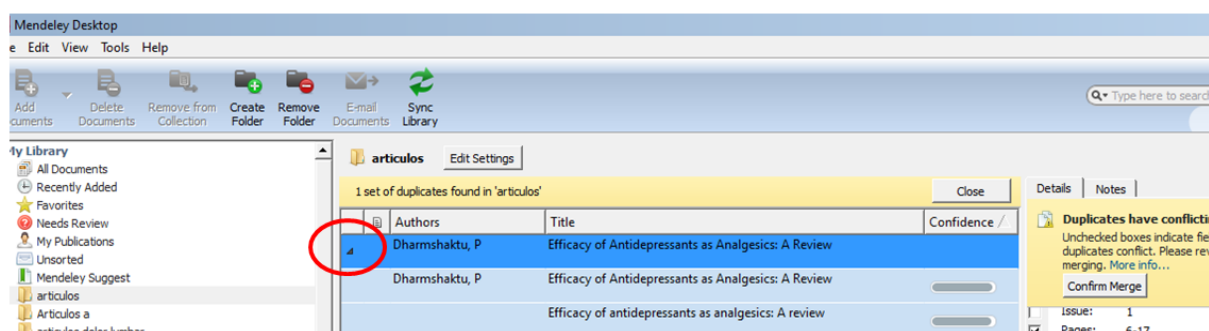 Mendeley Desktop
e Edit View Tools Help
Add Delete Remove from Create Remove E-mail Sync
cuments Documents Collection Folder Folder Documents Library
Type here to search
My Library
All Documents
Recently Added
Favorites
Needs Review
My Publications
Unsorted
Mendeley Suggest
articulos
Articulos a
articulos dolor lumbar
articulos Edit Settings
1 set of duplicates found in 'articulos' Close
Authors Title Confidence
Dharmshaktu, P Efficacy of Antidepressants as Analgesics: A Review
Dharmshaktu, P Efficacy of Antidepressants as Analgesics: A Review
Efficacy of antidepressants as analgesics: A review
Details Notes
Duplicates have conflictin
Unchecked boxes indicate fie
duplicates conflict. Please rev
merging. More info...
Confirm Merge
Issue: 1
Pages: 6-17